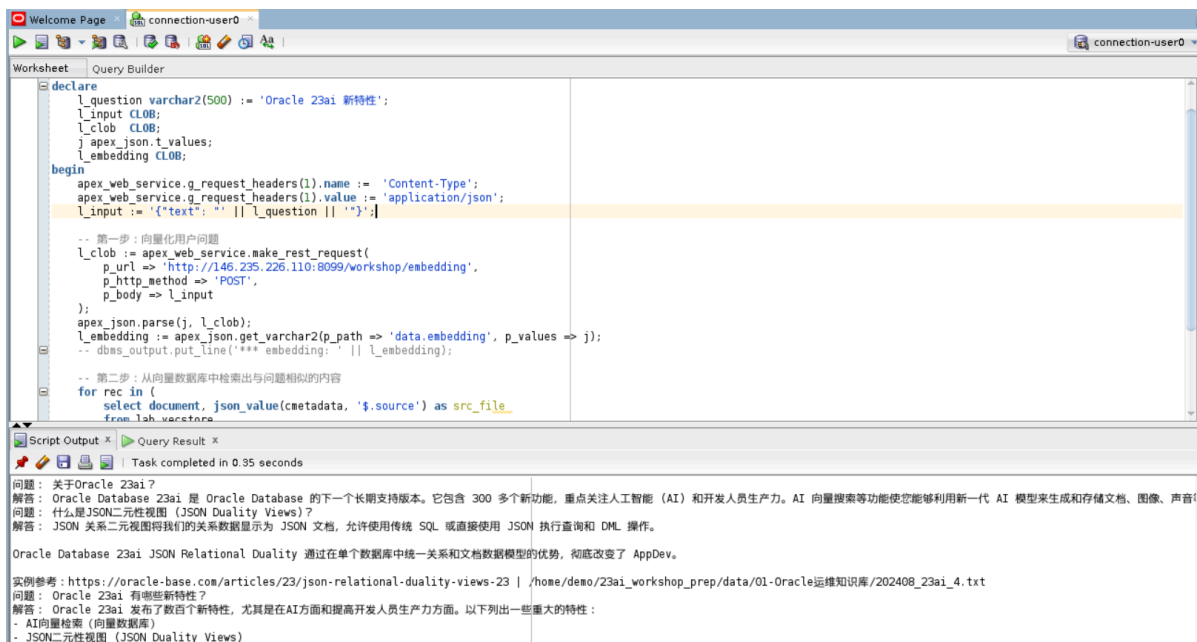 Welcome Page
connection-user0
connection-user0
Worksheet Query Builder
declare
l_question varchar2(500) := 'Oracle 23ai 新特性';
l_input CLOB;
l_clob CLOB;
j apex_json.t_values;
l_embedding CLOB;
begin
apex_web_service.g_request_headers(1).name := 'Content-Type';
apex_web_service.g_request_headers(1).value := 'application/json';
l_input := '{"text": "' || l_question || '"}';
-- 第一步：向量化用户问题
l_clob := apex_web_service.make_rest_request(
p_url => 'http://146.235.226.110:8099/workshop/embedding',
p_http_method => 'POST',
p_body => l_input
);
apex_json.parse(j, l_clob);
l_embedding := apex_json.get_varchar2(p_path => 'data.embedding', p_values => j);
-- dbms_output.put_line('*** embedding: ' || l_embedding);
-- 第二步：从向量数据库中检索出与问题相似的内容
for rec in (
select document, json_value(cmetadata, '$.source') as src_file
from lab_vecstore
Script Output x Query Result x
Task completed in 0.35 seconds
问题： 关于Oracle 23ai？
解答： Oracle Database 23ai 是 Oracle Database 的下一个长期支持版本。它包含 300 多个新功能，重点关注人工智能 (AI) 和开发人员生产力。AI 向量搜索等功能使您能够利用新一代 AI 模型来生成和存储文档、图像、声音等
问题： 什么是JSON二元性视图 (JSON Duality Views)？
解答： JSON 关系二元视图将我们的关系数据显示为 JSON 文档，允许使用传统 SQL 或直接使用 JSON 执行查询和 DML 操作。
Oracle Database 23ai JSON Relational Duality 通过在单个数据库中统一关系和文档数据模型的优势，彻底改变了 AppDev。
实例参考：https://oracle-base.com/articles/23/json-relational-duality-views-23 | /home/demo/23ai_workshop_prep/data/01-Oracle运维知识库/202408_23ai_4.txt
问题： Oracle 23ai 有哪些新特性？
解答： Oracle 23ai 发布了数百个新特性，尤其是在AI方面和提高开发人员生产力方面。以下列出一些重大的特性：
- AI向量检索（向量数据库）
- JSON二元性视图 (JSON Duality Views)